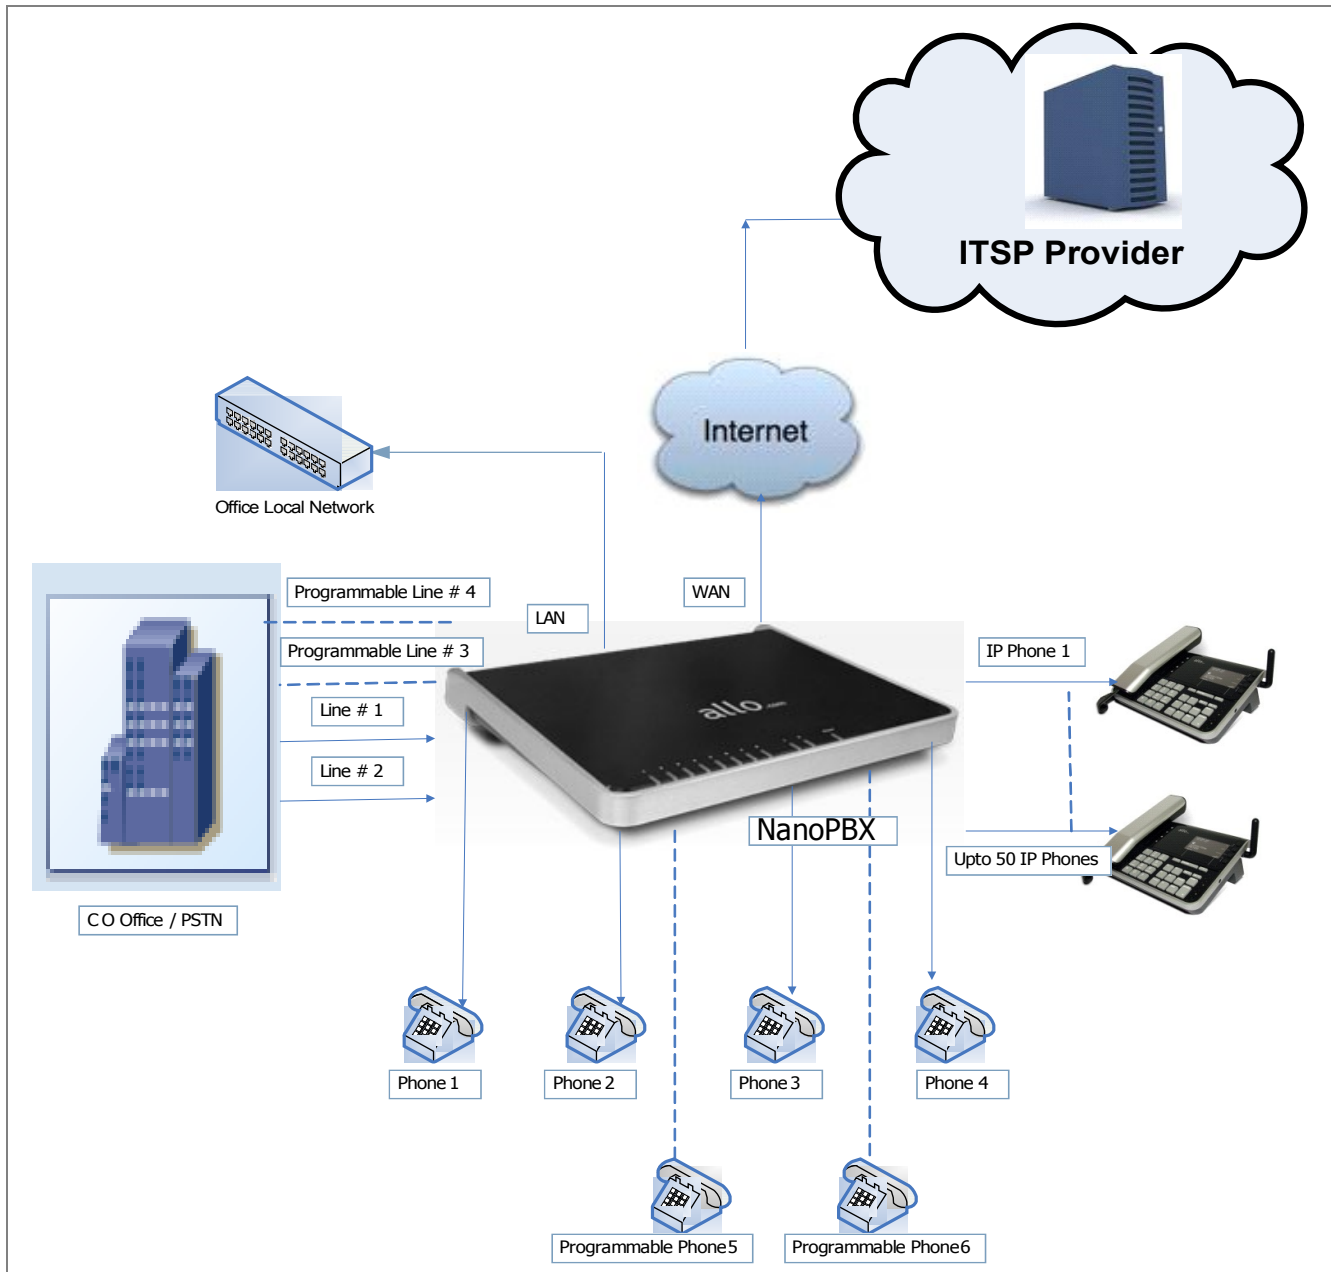 ITSP Provider
Internet
Office Local Network
Programmable Line # 4
LAN
WAN
Programmable Line # 3
IP Phone 1
Line # 1
Line # 2
allo.com
NanoPBX
Upto 50 IP Phones
C O Office / PSTN
Phone 1
Phone 2
Phone 3
Phone 4
Programmable Phone5
Programmable Phone6